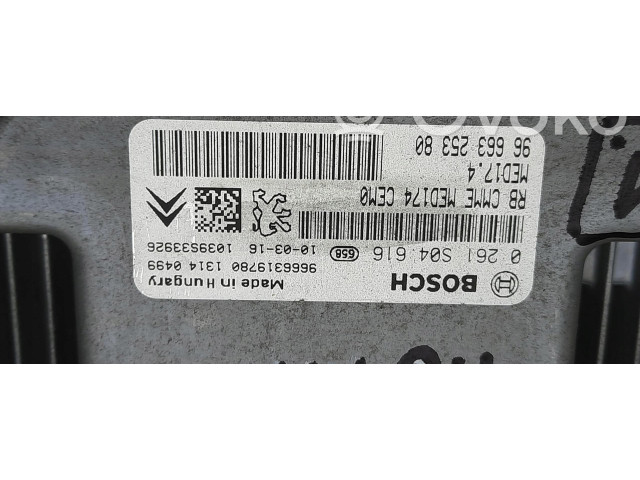 BOSCH
Made in Hungary
9666319780 1314 0499
0 261 S04 616
658
10-03-16 1039S33926
RB CMME MED174 CEM0
MED17.4
96 663 253 80